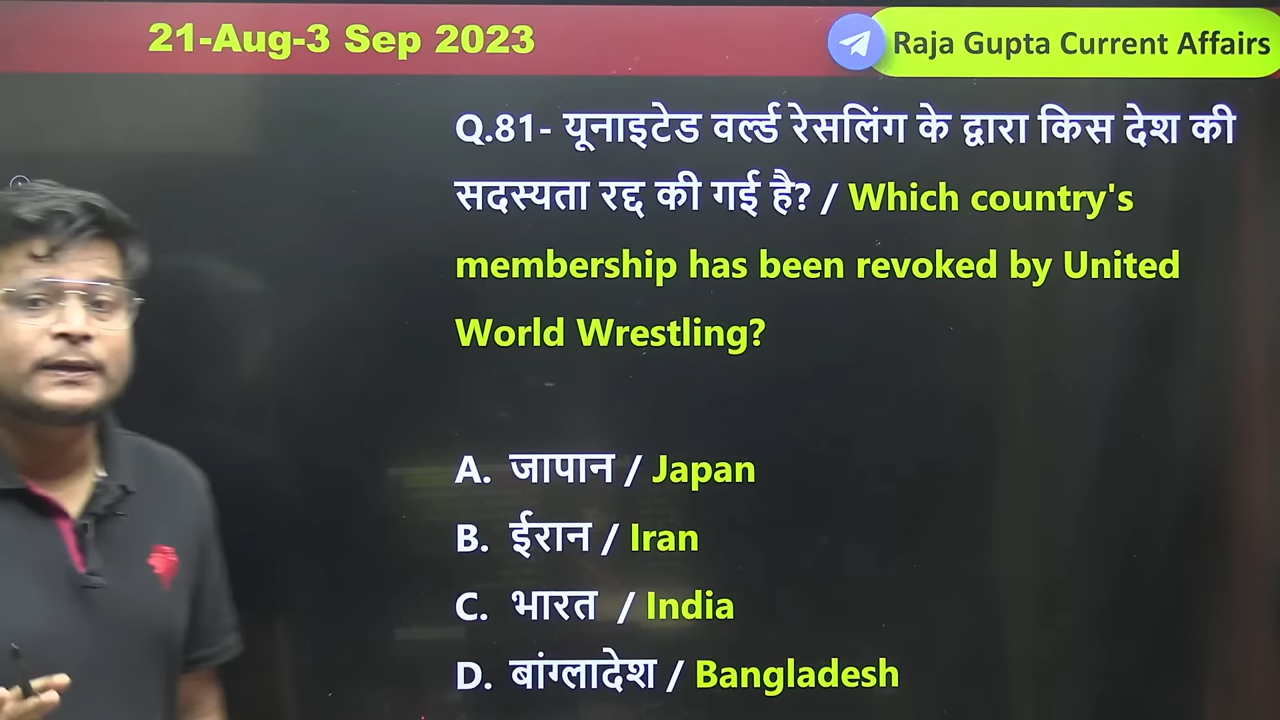 21-Aug-3 Sep 2023
Raja Gupta Current Affairs
Q.81- यूनाइटेड वर्ल्ड रेसलिंग के द्वारा किस देश की
सदस्यता रद्द की गई है? / Which country's
membership has been revoked by United
World Wrestling?
A. जापान / Japan
B. ईरान / Iran
C. भारत / India
D. बांग्लादेश / Bangladesh